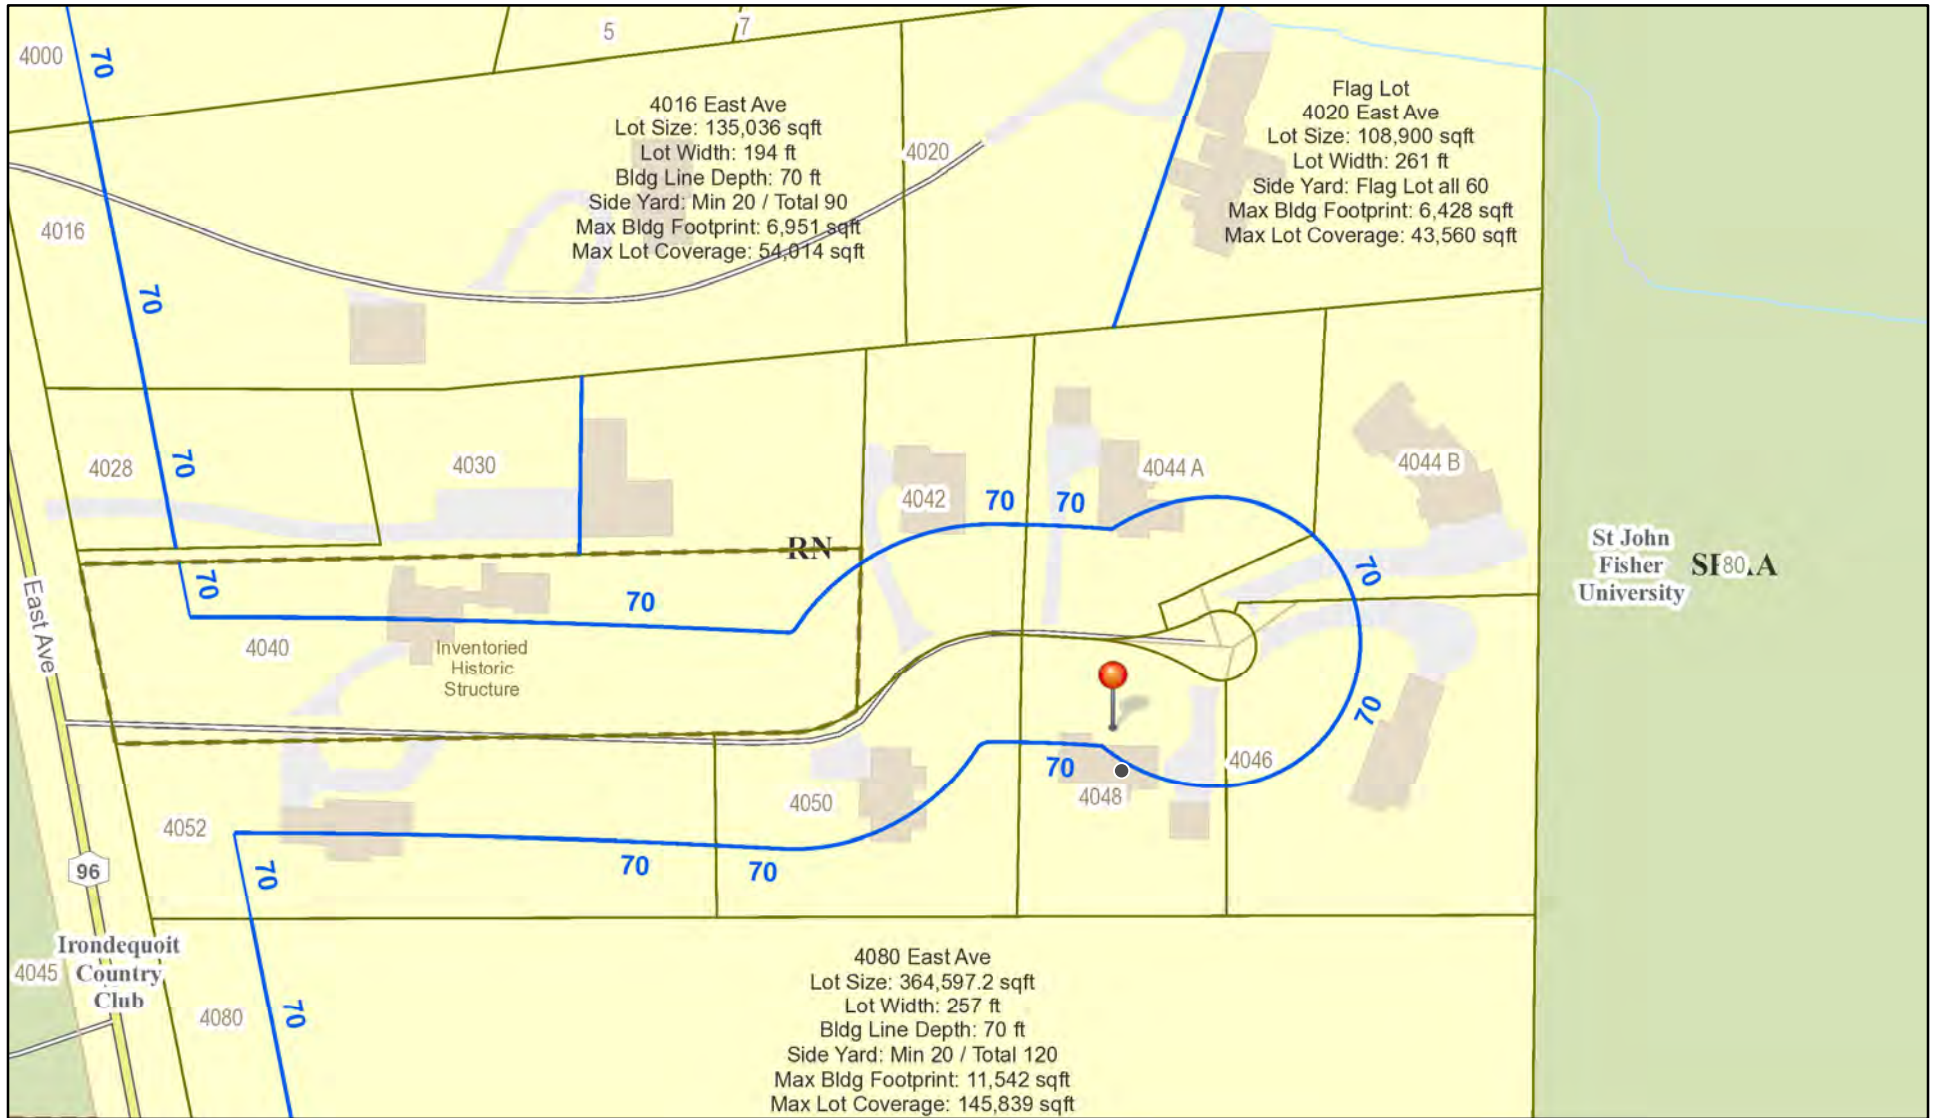 5
7
4000
70
4016 East Ave
Lot Size: 135,036 sqft
Lot Width: 194 ft
Bldg Line Depth: 70 ft
Side Yard: Min 20 / Total 90
Max Bldg Footprint: 6,951 sqft
Max Lot Coverage: 54,014 sqft
Flag Lot
4020 East Ave
Lot Size: 108,900 sqft
Lot Width: 261 ft
Side Yard: Flag Lot all 60
Max Bldg Footprint: 6,428 sqft
Max Lot Coverage: 43,560 sqft
4020
4016
70
4028
70
4030
4042
70
70
4044 A
4044 B
RN
St John
Fisher
University
80
70
70
70
East Ave
4040
Inventoried
Historic
Structure
70
4046
70
4048
4050
4052
96
70
70
70
Irondequoit
Country
Club
4045
4080
70
4080 East Ave
Lot Size: 364,597.2 sqft
Lot Width: 257 ft
Bldg Line Depth: 70 ft
Side Yard: Min 20 / Total 120
Max Bldg Footprint: 11,542 sqft
Max Lot Coverage: 145,839 sqft